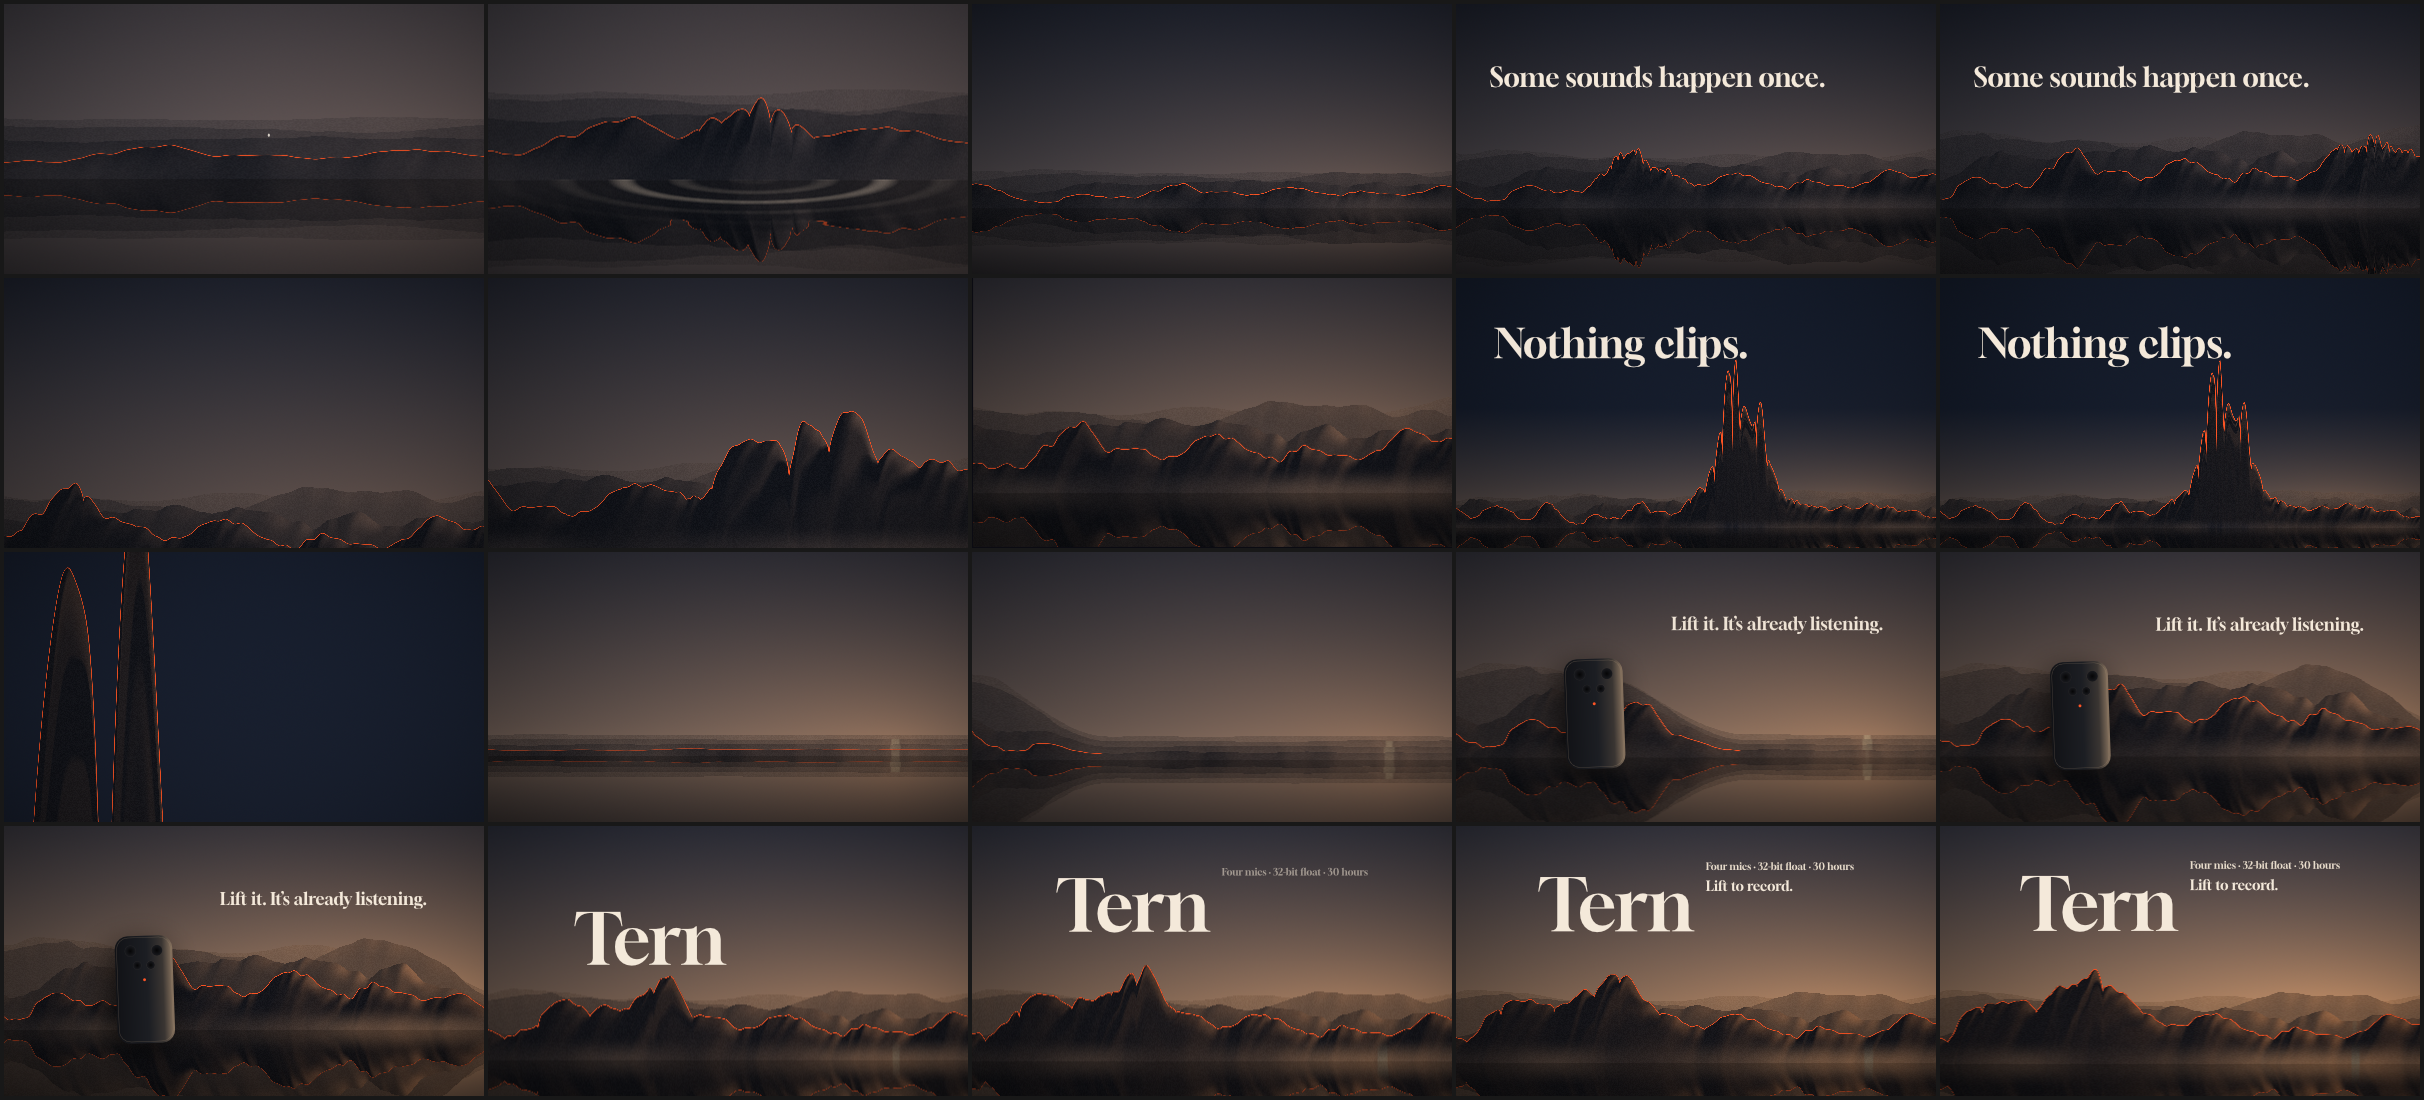 Some sounds happen once.
Some sounds happen once.
Nothing clips.
Nothing clips.
Lift it. It's already listening.
Lift it. It's already listening.
Lift it. It's already listening.
Tern
Four mics · 32-bit float · 30 hours
Tern
Four mics · 32-bit float · 30 hours
Lift to record.
Tern
Four mics · 32-bit float · 30 hours
Lift to record.
Tern